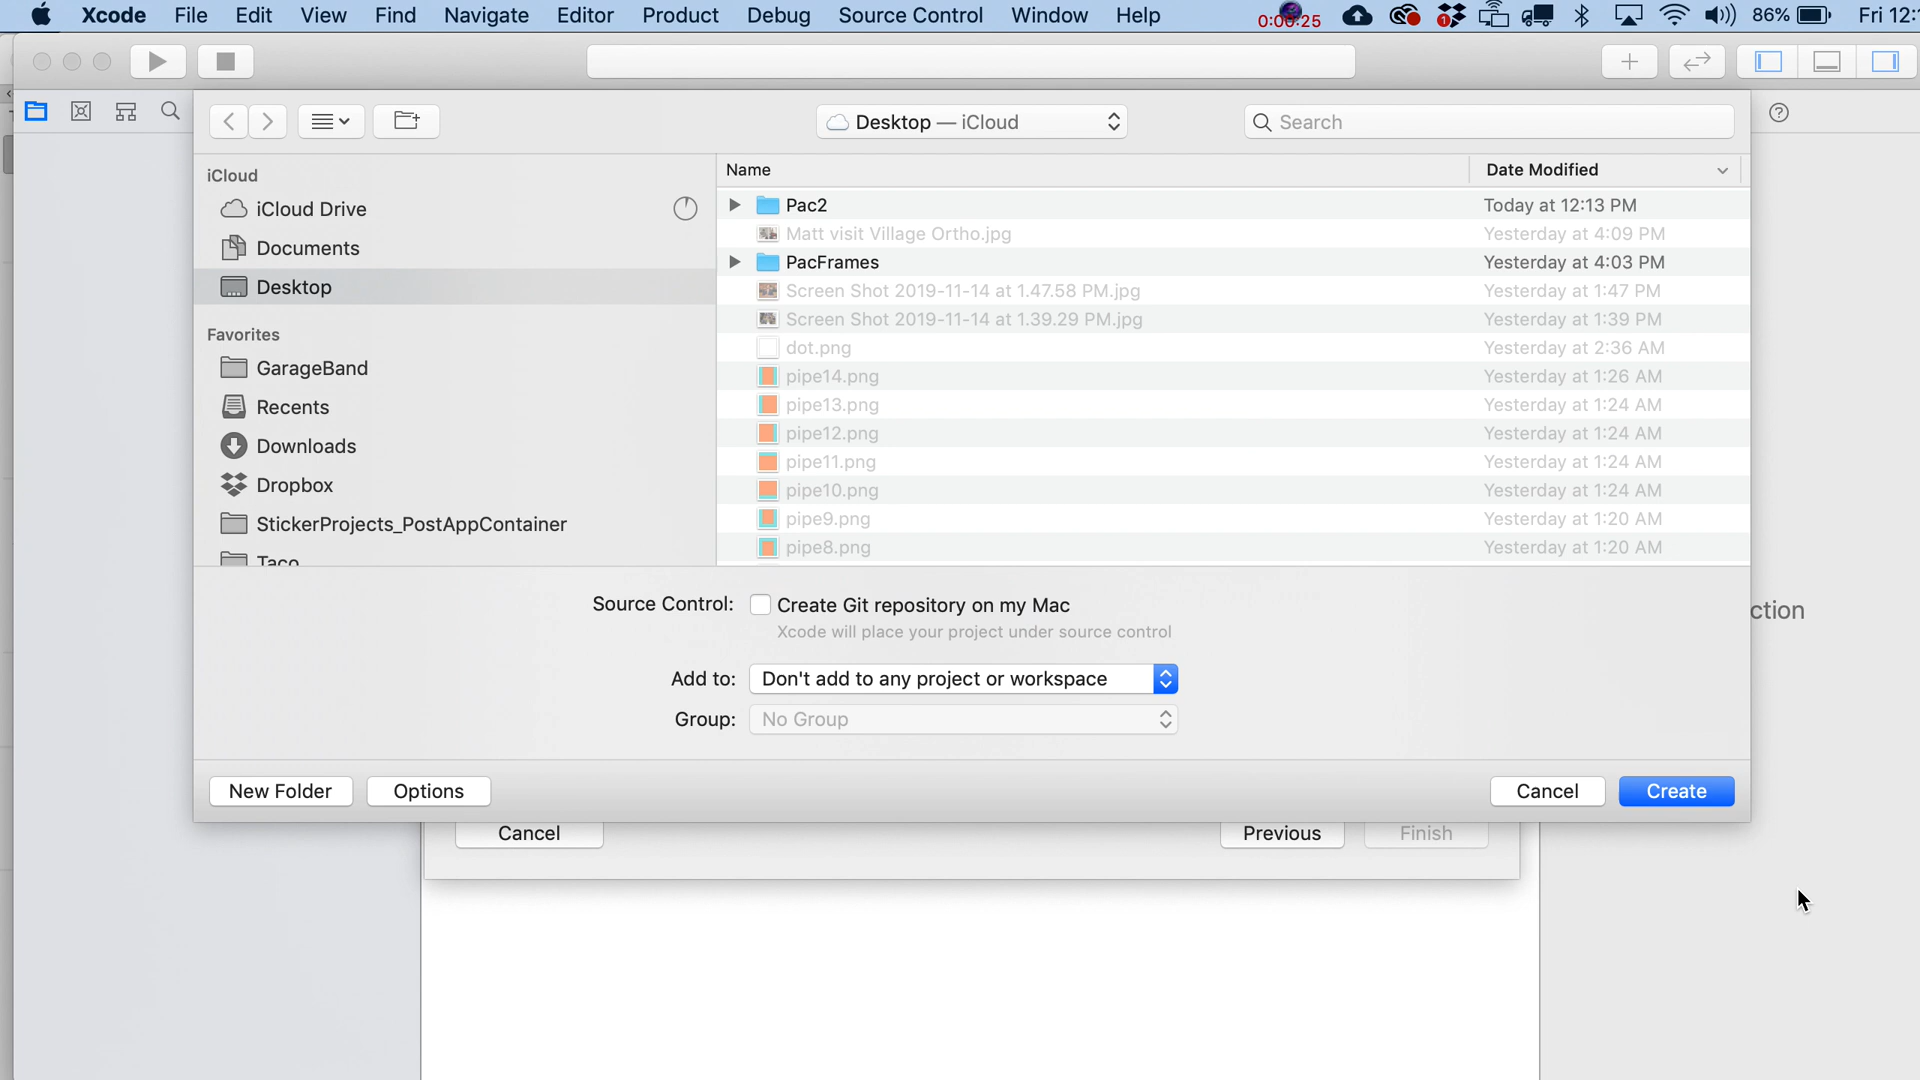 Xcode File Edit View Find Navigate Editor Product Debug Source Control Window Help 0:00:25 1 86% Fri 12:
Desktop — iCloud
Search
iCloud
iCloud Drive
Documents
Desktop
Favorites
GarageBand
Recents
Downloads
Dropbox
StickerProjects_PostAppContainer
Taco
Name Date Modified
Pac2 Today at 12:13 PM
Matt visit Village Ortho.jpg Yesterday at 4:09 PM
PacFrames Yesterday at 4:03 PM
Screen Shot 2019-11-14 at 1.47.58 PM.jpg Yesterday at 1:47 PM
Screen Shot 2019-11-14 at 1.39.29 PM.jpg Yesterday at 1:39 PM
dot.png Yesterday at 2:36 AM
pipe14.png Yesterday at 1:26 AM
pipe13.png Yesterday at 1:24 AM
pipe12.png Yesterday at 1:24 AM
pipe11.png Yesterday at 1:24 AM
pipe10.png Yesterday at 1:24 AM
pipe9.png Yesterday at 1:20 AM
pipe8.png Yesterday at 1:20 AM
Source Control: Create Git repository on my Mac
Xcode will place your project under source control
ction
Add to: Don't add to any project or workspace
Group: No Group
New Folder Options Cancel Create
Cancel Previous Finish